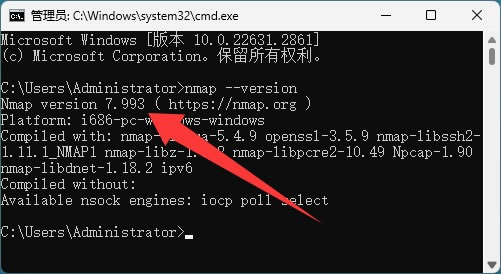 管理员: C:\Windows\system32\cmd.exe
Microsoft Windows [版本 10.0.22631.2861]
(c) Microsoft Corporation。保留所有权利。
C:\Users\Administrator>nmap --version
Nmap version 7.993 ( https://nmap.org )
Platform: i686-pc-windows-windows
Compiled with: nmap- a-5.4.9 openssl-3.5.9 nmap-libssh2-
1.11.1_NMAP1 nmap-libz-1. 2 nmap-libpcre2-10.49 Npcap-1.90
nmap-libdnet-1.18.2 ipv6
Compiled without:
Available nsock engines: iocp poll select
C:\Users\Administrator>